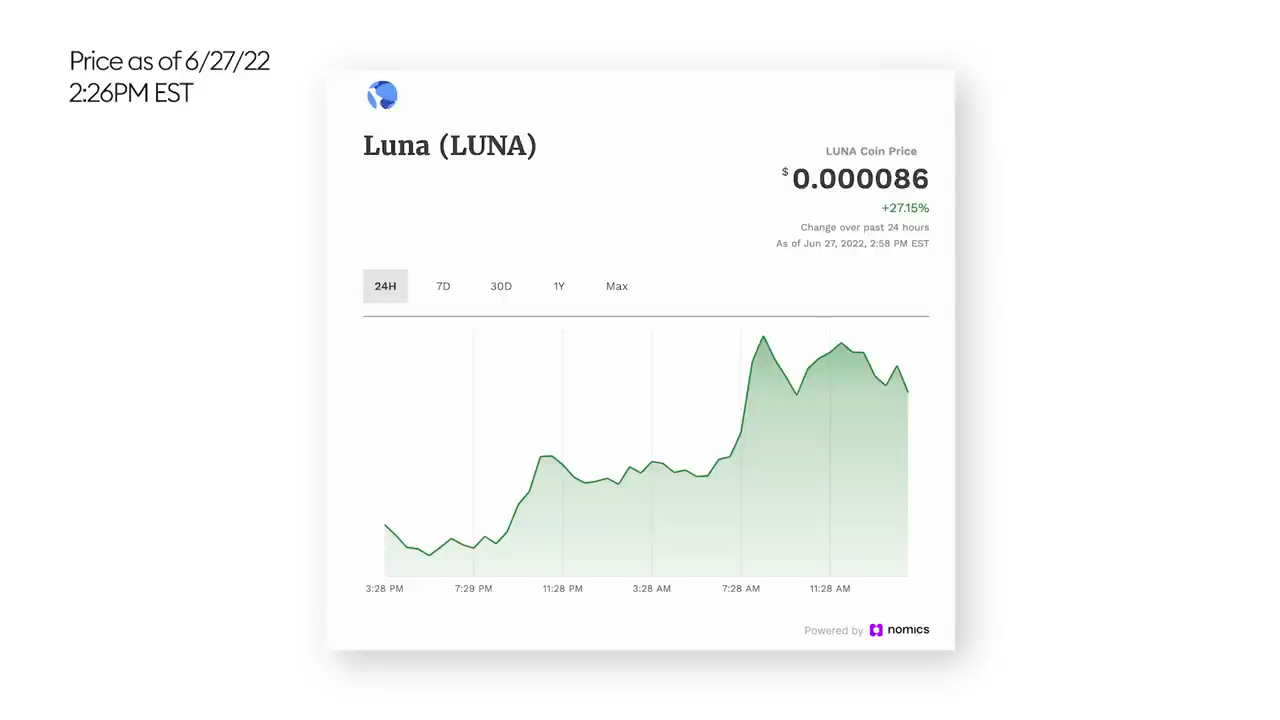 Price as of 6/27/22
2:26PM EST
Luna (LUNA)
LUNA Coin Price
$0.000086
+27.15%
Change over past 24 hours
As of Jun 27, 2022, 2:58 PM EST
24H 7D 30D 1Y Max
3:28 PM 7:29 PM 11:28 PM 3:28 AM 7:28 AM 11:28 AM
Powered by nomics